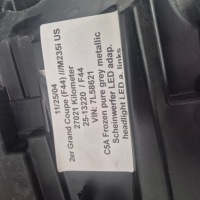 11/25/04
2er Grand Coupe (F44) ///M235i US
27021 Kilometer
25-13220 / F44
VIN: 7L58621
C5A Frozen pure grey metallic
Scheinwerfer LED adap.
headlight LED a. links